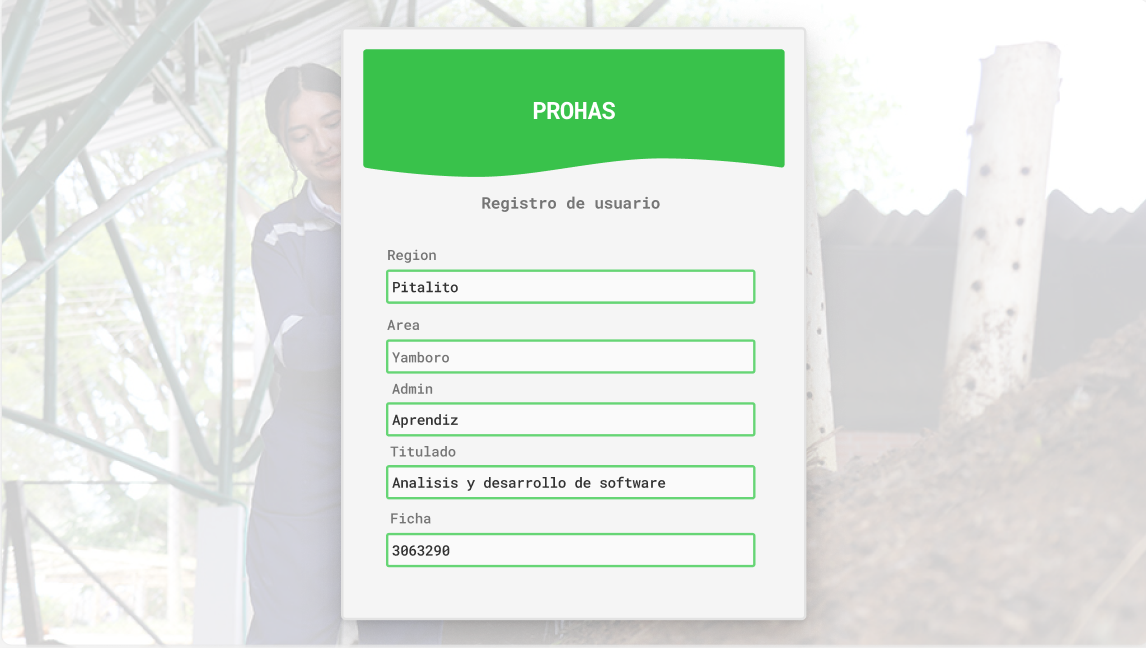 PROHAS
Registro de usuario
Region
Pitalito
Area
Yamboro
Admin
Aprendiz
Titulado
Analisis y desarrollo de software
Ficha
3063290